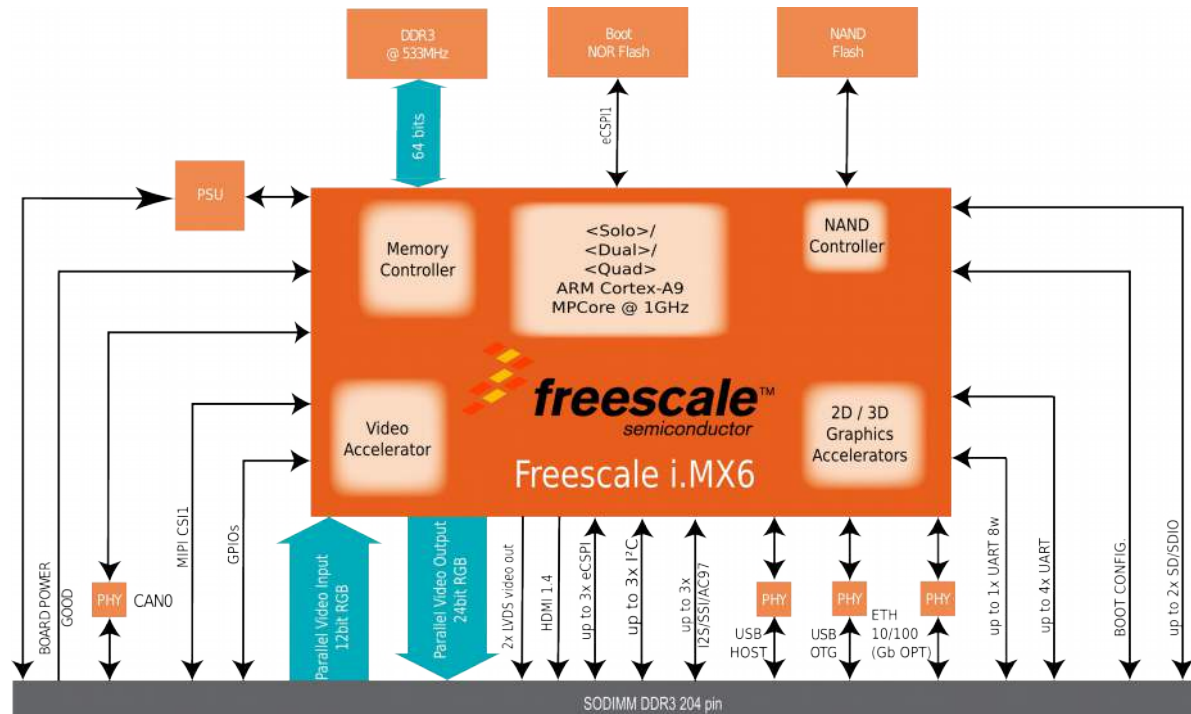 DDR3
@ 533MHz
Boot
NOR Flash
NAND
Flash
64 bits
eCSPI1
PSU
Memory
Controller
<Solo>/
<Dual>/
<Quad>
ARM Cortex-A9
MPCore @ 1GHz
NAND
Controller
Video
Accelerator
freescale™
semiconductor
Freescale i.MX6
2D / 3D
Graphics
Accelerators
BOARD POWER
GOOD
PHY
CAN0
MIPI CSI1
GPIOs
Parallel Video Input
12bit RGB
Parallel Video Output
24bit RGB
2x LVDS video out
HDMI 1.4
up to 3x eCSPI
up to 3x I²C
up to 3x
I2S/SSI/AC97
PHY
USB
HOST
PHY
USB
OTG
PHY
ETH
10/100
(Gb OPT)
up to 1x UART 8w
up to 4x UART
BOOT CONFIG.
up to 2x SD/SDIO
SODIMM DDR3 204 pin